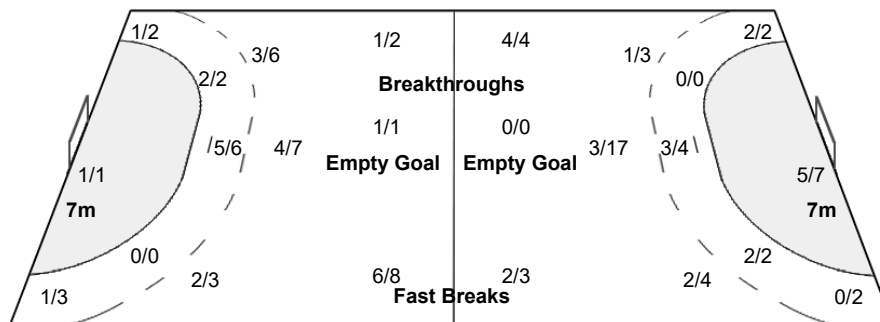 1/2 3/6 1/2 4/4 1/3 2/2
2/2 Breakthroughs 0/0
5/6 4/7 1/1 0/0 3/17 3/4
Empty Goal Empty Goal
1/1 5/7
7m 7m
0/0 2/2
1/3 2/3 6/8 2/3 2/4 0/2
Fast Breaks